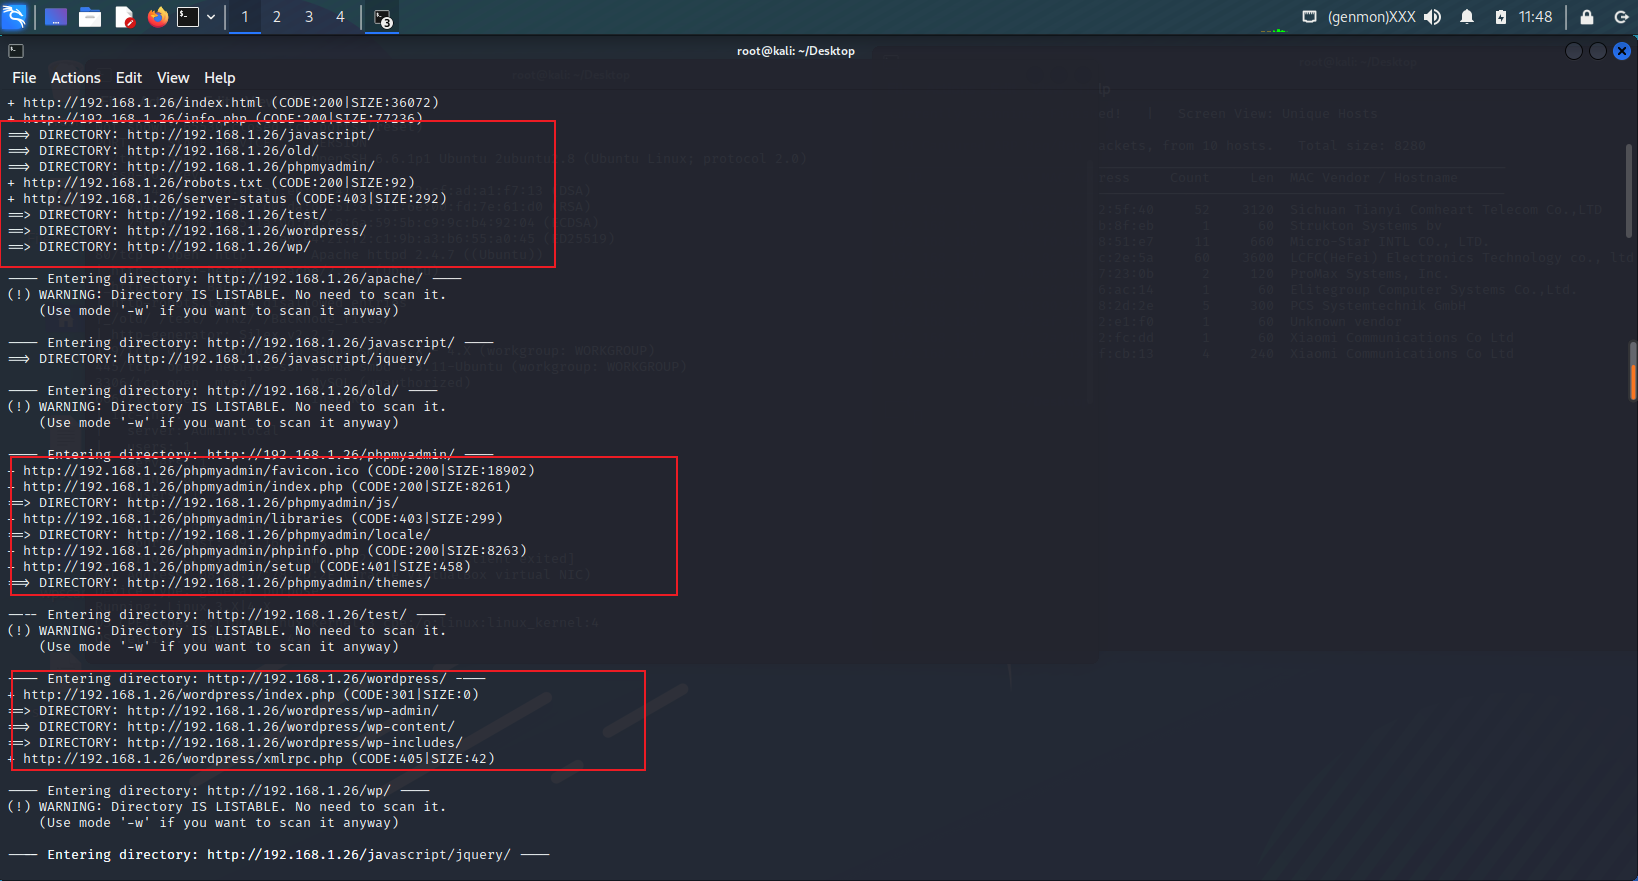 1 2 3 4 3 (genmon)XXX 11:48
root@kali: ~/Desktop
File Actions Edit View Help
+ http://192.168.1.26/index.html (CODE:200|SIZE:36072)
+ http://192.168.1.26/info.php (CODE:200|SIZE:77236)
==> DIRECTORY: http://192.168.1.26/javascript/
==> DIRECTORY: http://192.168.1.26/old/
==> DIRECTORY: http://192.168.1.26/phpmyadmin/
+ http://192.168.1.26/robots.txt (CODE:200|SIZE:92)
+ http://192.168.1.26/server-status (CODE:403|SIZE:292)
==> DIRECTORY: http://192.168.1.26/test/
==> DIRECTORY: http://192.168.1.26/wordpress/
==> DIRECTORY: http://192.168.1.26/wp/
---- Entering directory: http://192.168.1.26/apache/ ----
(!) WARNING: Directory IS LISTABLE. No need to scan it.
(Use mode '-w' if you want to scan it anyway)
---- Entering directory: http://192.168.1.26/javascript/ ----
==> DIRECTORY: http://192.168.1.26/javascript/jquery/
---- Entering directory: http://192.168.1.26/old/ ----
(!) WARNING: Directory IS LISTABLE. No need to scan it.
(Use mode '-w' if you want to scan it anyway)
---- Entering directory: http://192.168.1.26/phpmyadmin/ ----
+ http://192.168.1.26/phpmyadmin/favicon.ico (CODE:200|SIZE:18902)
+ http://192.168.1.26/phpmyadmin/index.php (CODE:200|SIZE:8261)
==> DIRECTORY: http://192.168.1.26/phpmyadmin/js/
+ http://192.168.1.26/phpmyadmin/libraries (CODE:403|SIZE:299)
==> DIRECTORY: http://192.168.1.26/phpmyadmin/locale/
+ http://192.168.1.26/phpmyadmin/phpinfo.php (CODE:200|SIZE:8263)
+ http://192.168.1.26/phpmyadmin/setup (CODE:401|SIZE:458)
==> DIRECTORY: http://192.168.1.26/phpmyadmin/themes/
---- Entering directory: http://192.168.1.26/test/ ----
(!) WARNING: Directory IS LISTABLE. No need to scan it.
(Use mode '-w' if you want to scan it anyway)
---- Entering directory: http://192.168.1.26/wordpress/ ----
+ http://192.168.1.26/wordpress/index.php (CODE:301|SIZE:0)
==> DIRECTORY: http://192.168.1.26/wordpress/wp-admin/
==> DIRECTORY: http://192.168.1.26/wordpress/wp-content/
==> DIRECTORY: http://192.168.1.26/wordpress/wp-includes/
+ http://192.168.1.26/wordpress/xmlrpc.php (CODE:405|SIZE:42)
---- Entering directory: http://192.168.1.26/wp/ ----
(!) WARNING: Directory IS LISTABLE. No need to scan it.
(Use mode '-w' if you want to scan it anyway)
---- Entering directory: http://192.168.1.26/javascript/jquery/ ----